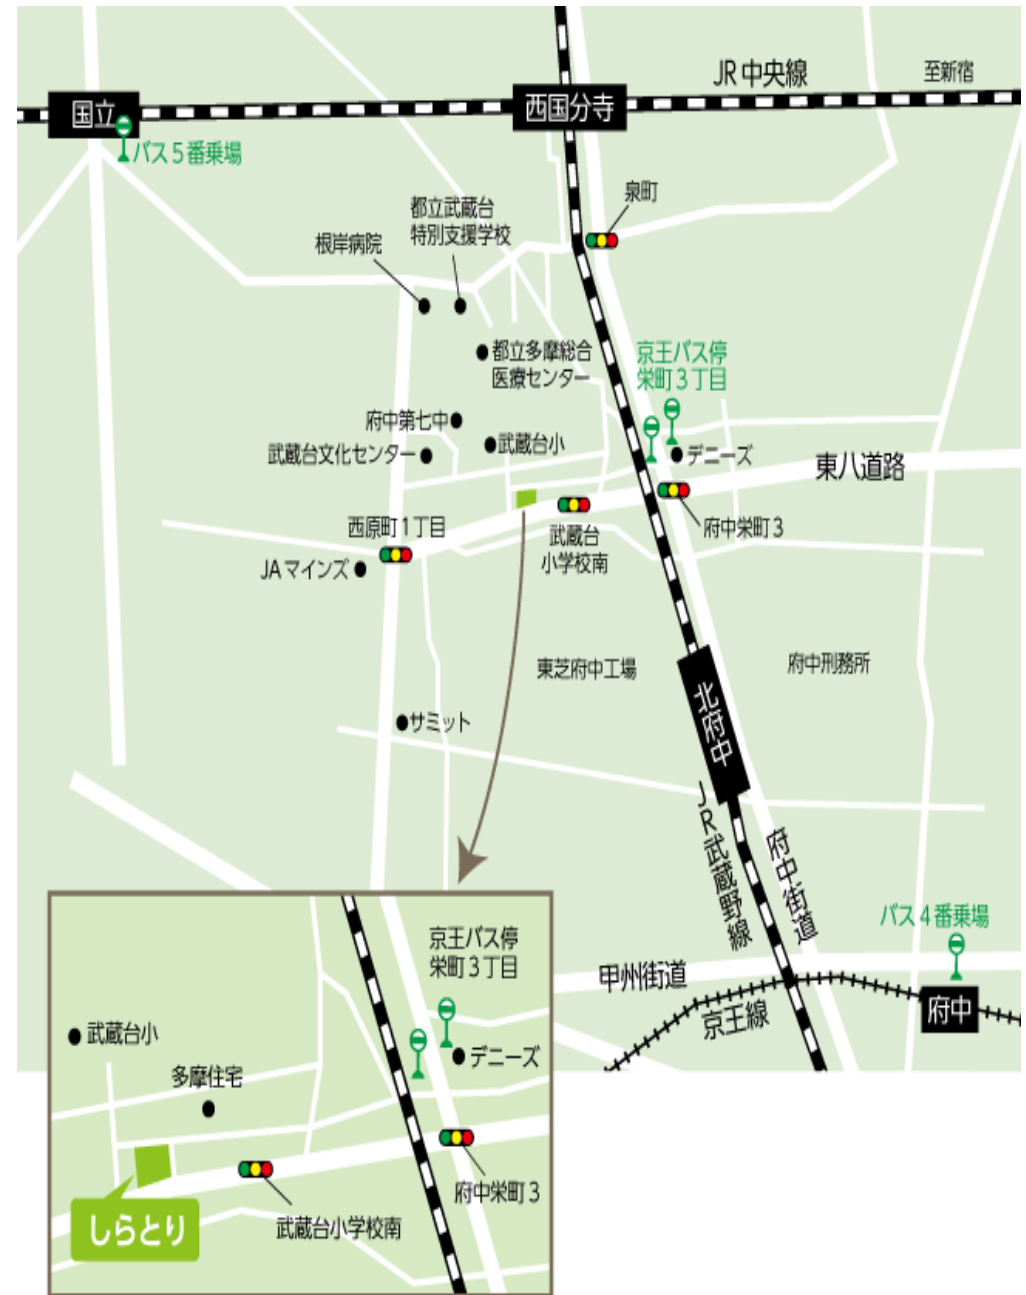 JR中央線
至新宿
国立
西国分寺
バス5番乗場
泉町
都立武蔵台
特別支援学校
根岸病院
都立多摩総合
医療センター
京王バス停
栄町3丁目
府中第七中
武蔵台小
武蔵台文化センター
デニーズ
東八道路
西原町1丁目
武蔵台
小学校南
府中栄町3
JAマインズ
東芝府中工場
府中刑務所
北府中
サミット
JR武蔵野線
府中街道
バス4番乗場
甲州街道
京王線
府中
京王バス停
栄町3丁目
武蔵台小
デニーズ
多摩住宅
府中栄町3
しらとり
武蔵台小学校南